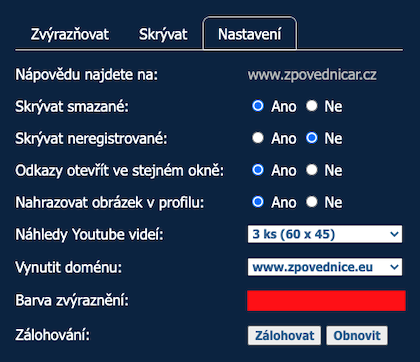 Zvýrazňovat Skrývat Nastavení
Nápovědu najdete na: www.zpovednicar.cz
Skrývat smazané: Ano Ne
Skrývat neregistrované: Ano Ne
Odkazy otevřít ve stejném okně: Ano Ne
Nahrazovat obrázek v profilu: Ano Ne
Náhledy Youtube videí: 3 ks (60 x 45)
Vynutit doménu: www.zpovednice.eu
Barva zvýraznění:
Zálohování: Zálohovat Obnovit